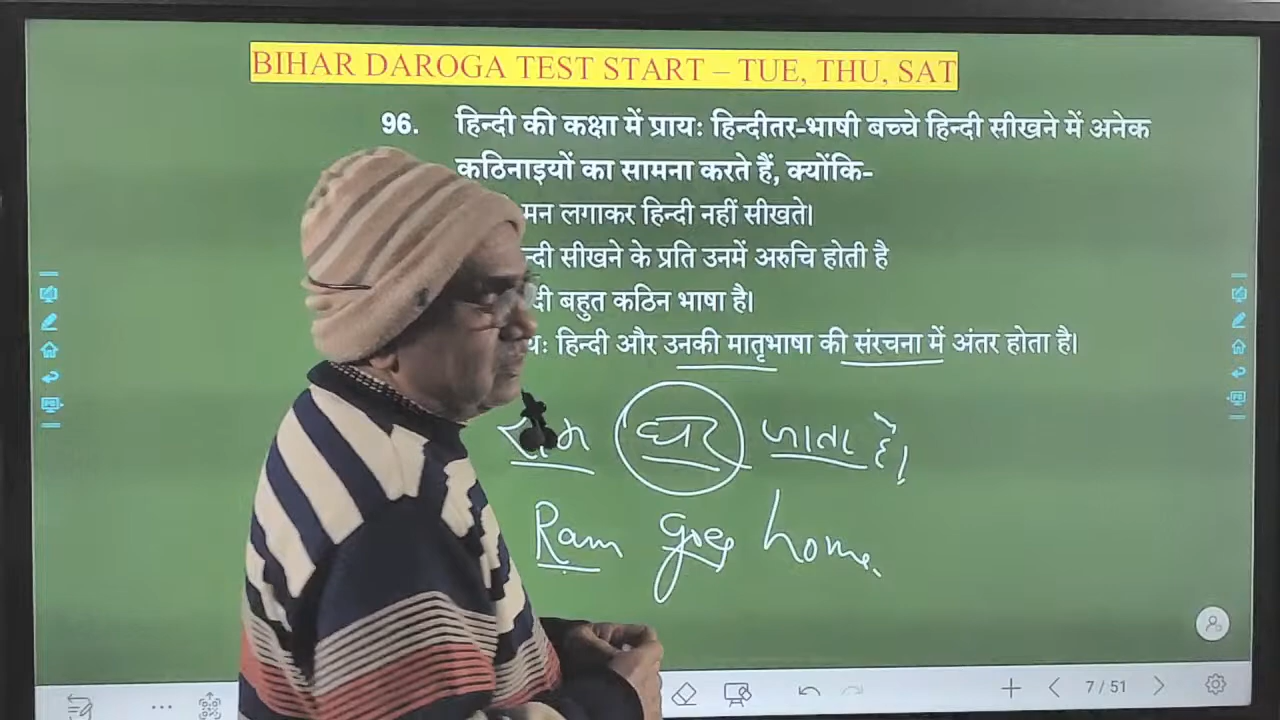 BIHAR DAROGA TEST START – TUE, THU, SAT
96. हिन्दी की कक्षा में प्रायः हिन्दीतर-भाषी बच्चे हिन्दी सीखने में अनेक
कठिनाइयों का सामना करते हैं, क्योंकि-
मन लगाकर हिन्दी नहीं सीखते।
सीखने के प्रति उनमें अरुचि होती है
बहुत कठिन भाषा है।
हिन्दी और उनकी मातृभाषा की संरचना में अंतर होता है।
राम घर जाता है।
Ram goes home.
7 / 51